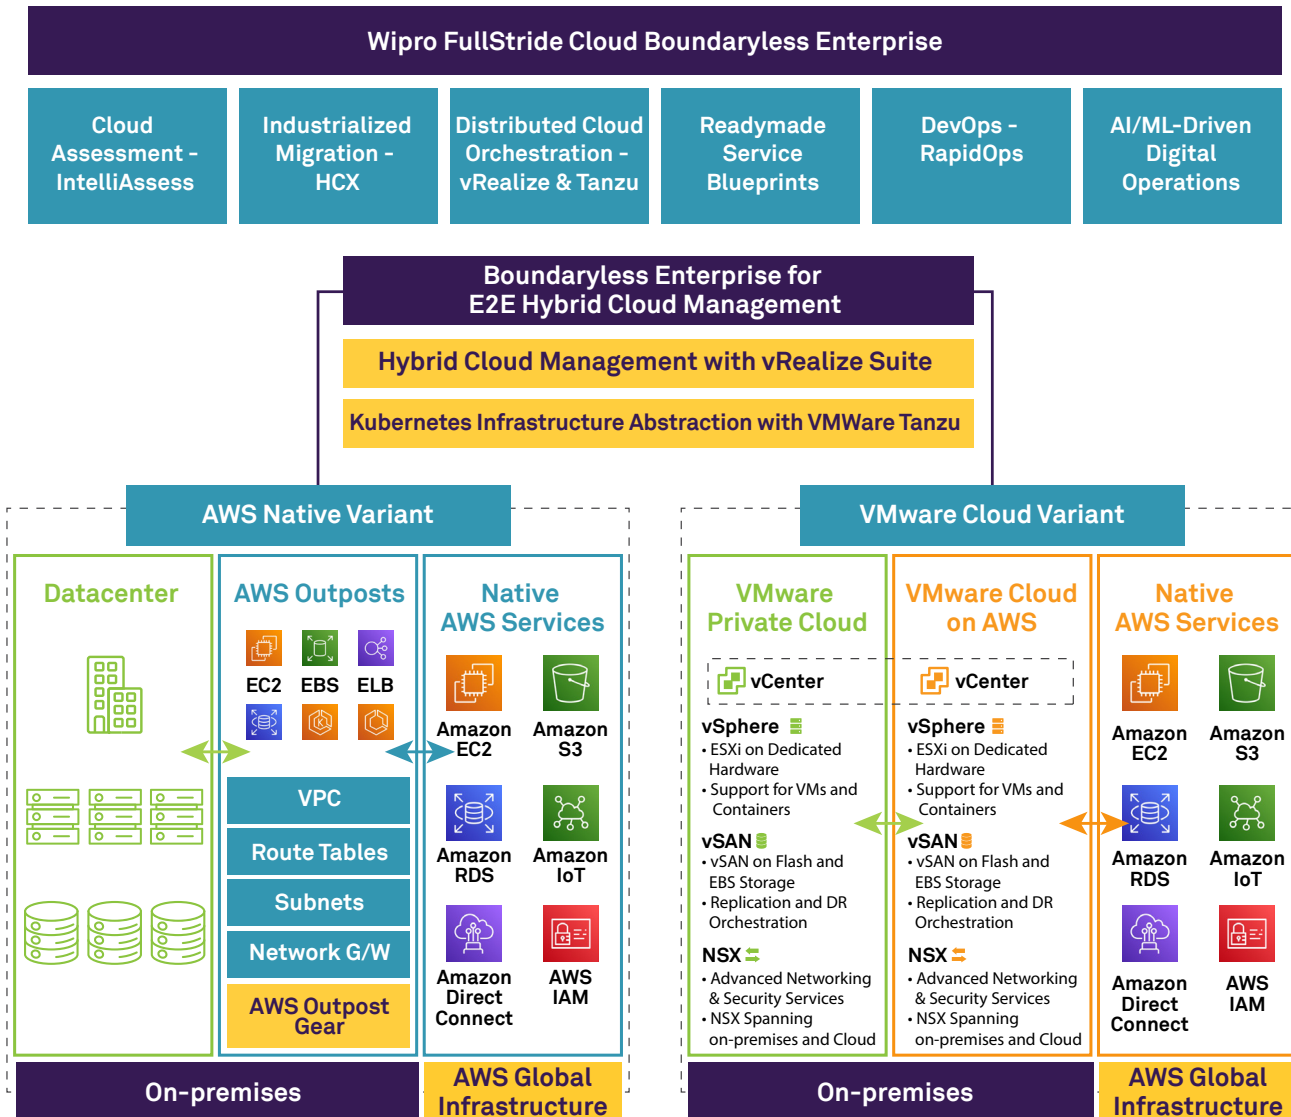 Wipro FullStride Cloud Boundaryless Enterprise
Cloud
Assessment -
IntelliAssess
Industrialized
Migration -
HCX
Distributed Cloud
Orchestration -
vRealize & Tanzu
Readymade
Service
Blueprints
DevOps -
RapidOps
AI/ML-Driven
Digital
Operations
Boundaryless Enterprise for
E2E Hybrid Cloud Management
Hybrid Cloud Management with vRealize Suite
Kubernetes Infrastructure Abstraction with VMWare Tanzu
AWS Native Variant
Datacenter
AWS Outposts
EC2
EBS
ELB
VPC
Route Tables
Subnets
Network G/W
AWS Outpost
Gear
Native
AWS Services
Amazon
EC2
Amazon
S3
Amazon
RDS
Amazon
IoT
Amazon
Direct
Connect
AWS
IAM
On-premises
AWS Global
Infrastructure
VMware Cloud Variant
VMware
Private Cloud
vCenter
vSphere
• ESXi on Dedicated
Hardware
• Support for VMs and
Containers
vSAN
• vSAN on Flash and
EBS Storage
• Replication and DR
Orchestration
NSX
• Advanced Networking
& Security Services
• NSX Spanning
on-premises and Cloud
VMware Cloud
on AWS
vCenter
vSphere
• ESXi on Dedicated
Hardware
• Support for VMs and
Containers
vSAN
• vSAN on Flash and
EBS Storage
• Replication and DR
Orchestration
NSX
• Advanced Networking
& Security Services
• NSX Spanning
on-premises and Cloud
Native
AWS Services
Amazon
EC2
Amazon
S3
Amazon
RDS
Amazon
IoT
Amazon
Direct
Connect
AWS
IAM
On-premises
AWS Global
Infrastructure